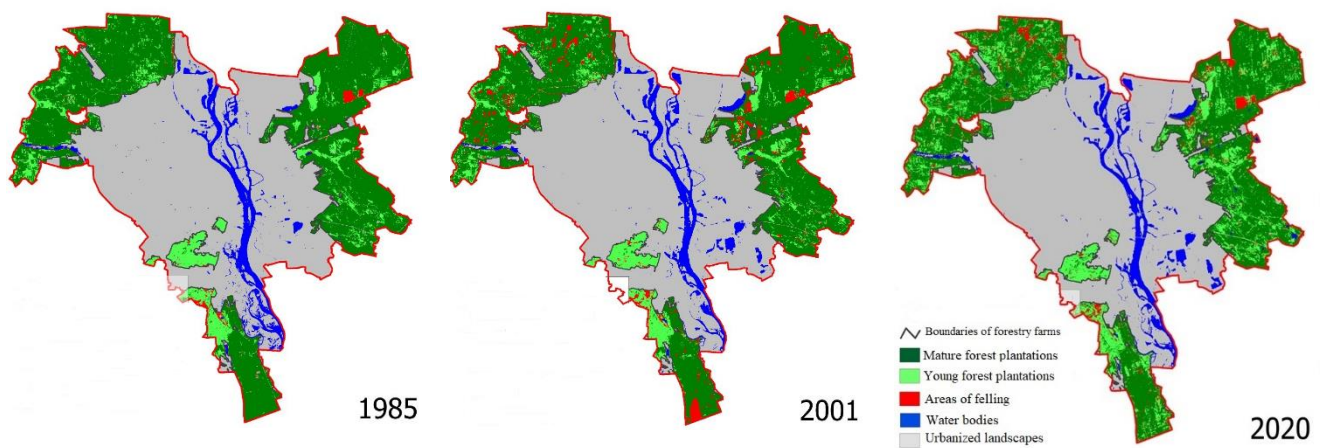 1985
2001
2020
Boundaries of forestry farms
Mature forest plantations
Young forest plantations
Areas of felling
Water bodies
Urbanized landscapes